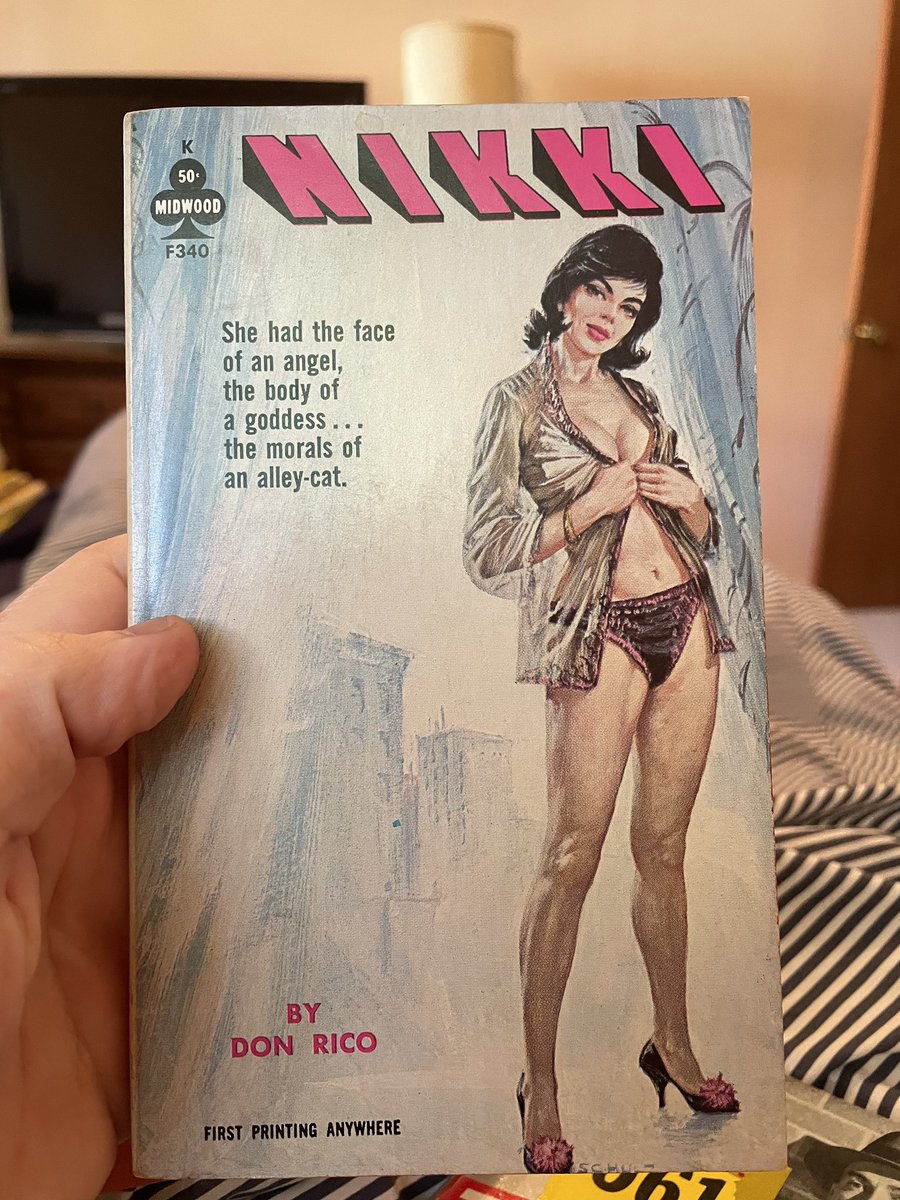 K
50¢
MIDWOOD
F340
NIKKI
She had the face
of an angel,
the body of
a goddess...
the morals of
an alley-cat.
BY
DON RICO
FIRST PRINTING ANYWHERE